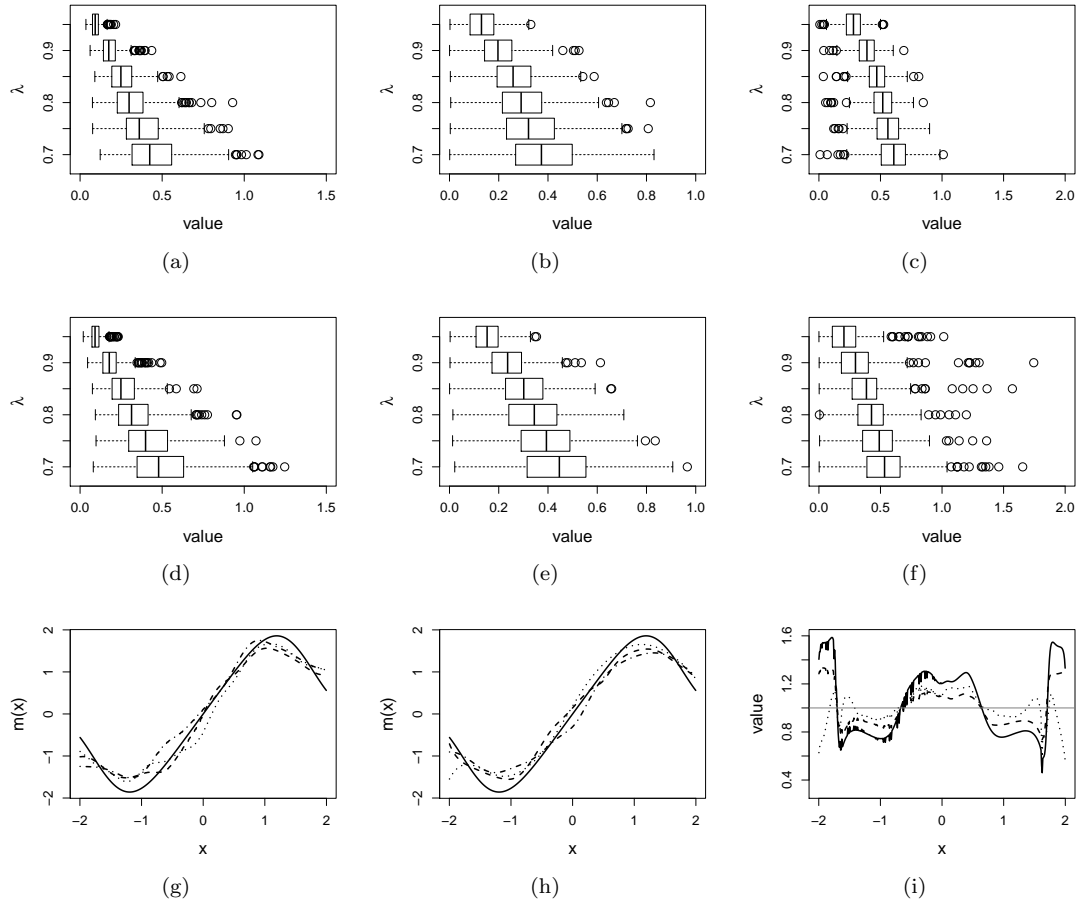 λ
0.7 0.8 0.9
0.0 0.5 1.0 1.5
value
(a)
λ
0.7 0.8 0.9
0.0 0.2 0.4 0.6 0.8 1.0
value
(b)
λ
0.7 0.8 0.9
0.0 0.5 1.0 1.5 2.0
value
(c)
λ
0.7 0.8 0.9
0.0 0.5 1.0 1.5
value
(d)
λ
0.7 0.8 0.9
0.0 0.2 0.4 0.6 0.8 1.0
value
(e)
λ
0.7 0.8 0.9
0.0 0.5 1.0 1.5 2.0
value
(f)
m(x)
−2 −1 0 1 2
−2 −1 0 1 2
x
(g)
m(x)
−2 −1 0 1 2
−2 −1 0 1 2
x
(h)
value
0.4 0.8 1.2 1.6
−2 −1 0 1 2
x
(i)